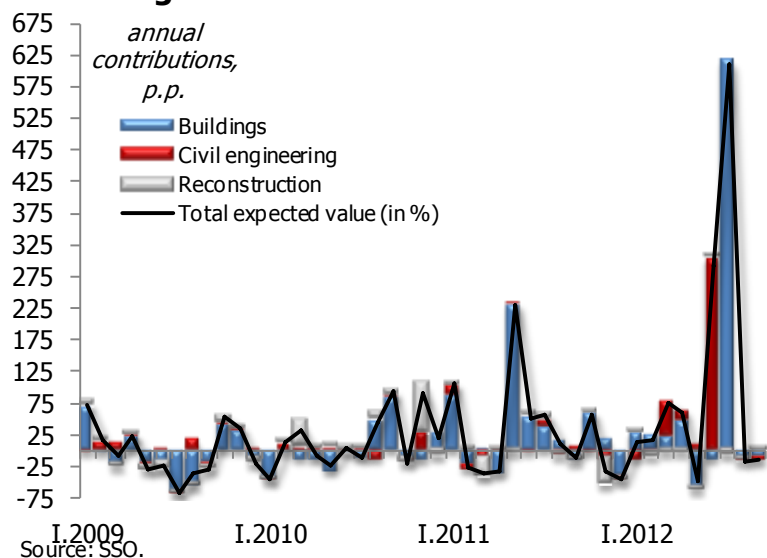 675
625
575
525
475
425
375
325
275
225
175
125
75
25
-25
-75
annual
contributions,
p.p.
Buildings
Civil engineering
Reconstruction
Total expected value (in %)
I.2009 I.2010 I.2011 I.2012
Source: SSO.